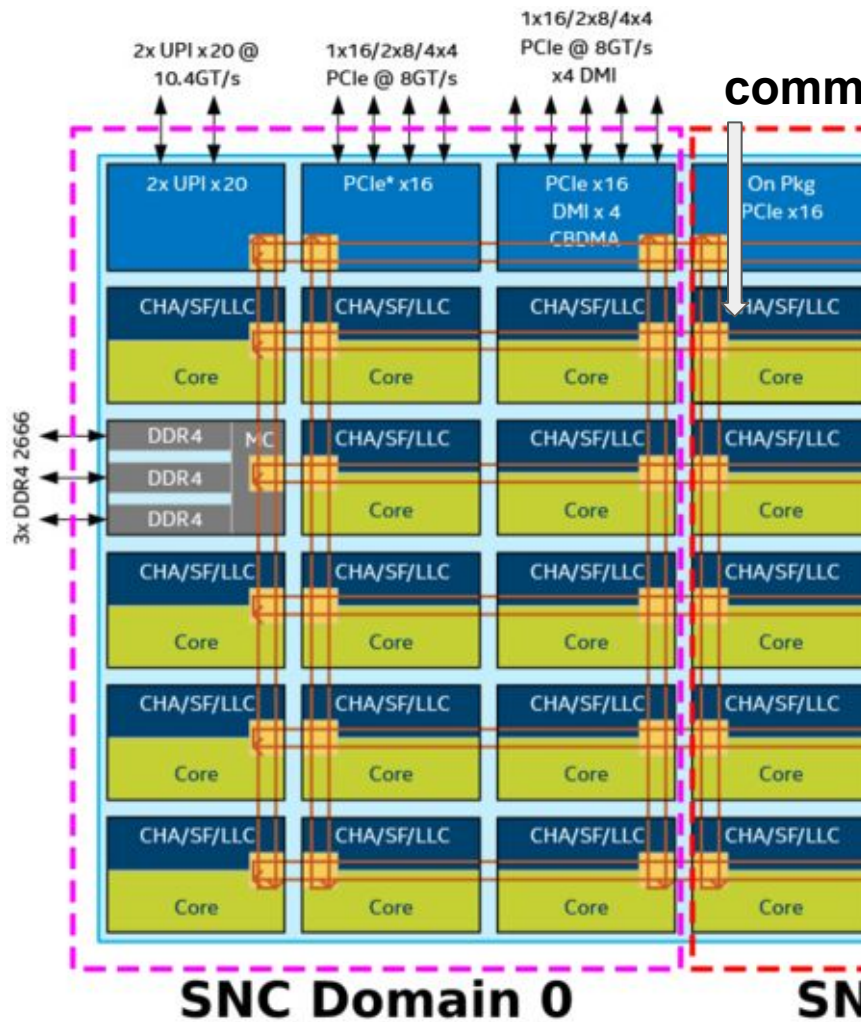 1x16/2x8/4x4
PCIe @ 8GT/s
x4 DMI
2x UPI x20 @
10.4GT/s
1x16/2x8/4x4
PCIe @ 8GT/s
comm
2x UPI x20
PCIe* x16
PCIe x16
DMI x 4
CBDMA
On Pkg
PCIe x16
CHA/SF/LLC
Core
CHA/SF/LLC
Core
CHA/SF/LLC
Core
CHA/SF/LLC
Core
3x DDR4 2666
DDR4
DDR4
DDR4
MC
CHA/SF/LLC
Core
CHA/SF/LLC
Core
CHA/SF/LLC
Core
CHA/SF/LLC
Core
CHA/SF/LLC
Core
CHA/SF/LLC
Core
CHA/SF/LLC
Core
CHA/SF/LLC
Core
CHA/SF/LLC
Core
CHA/SF/LLC
Core
CHA/SF/LLC
Core
CHA/SF/LLC
Core
CHA/SF/LLC
Core
CHA/SF/LLC
Core
CHA/SF/LLC
Core
SNC Domain 0
SN